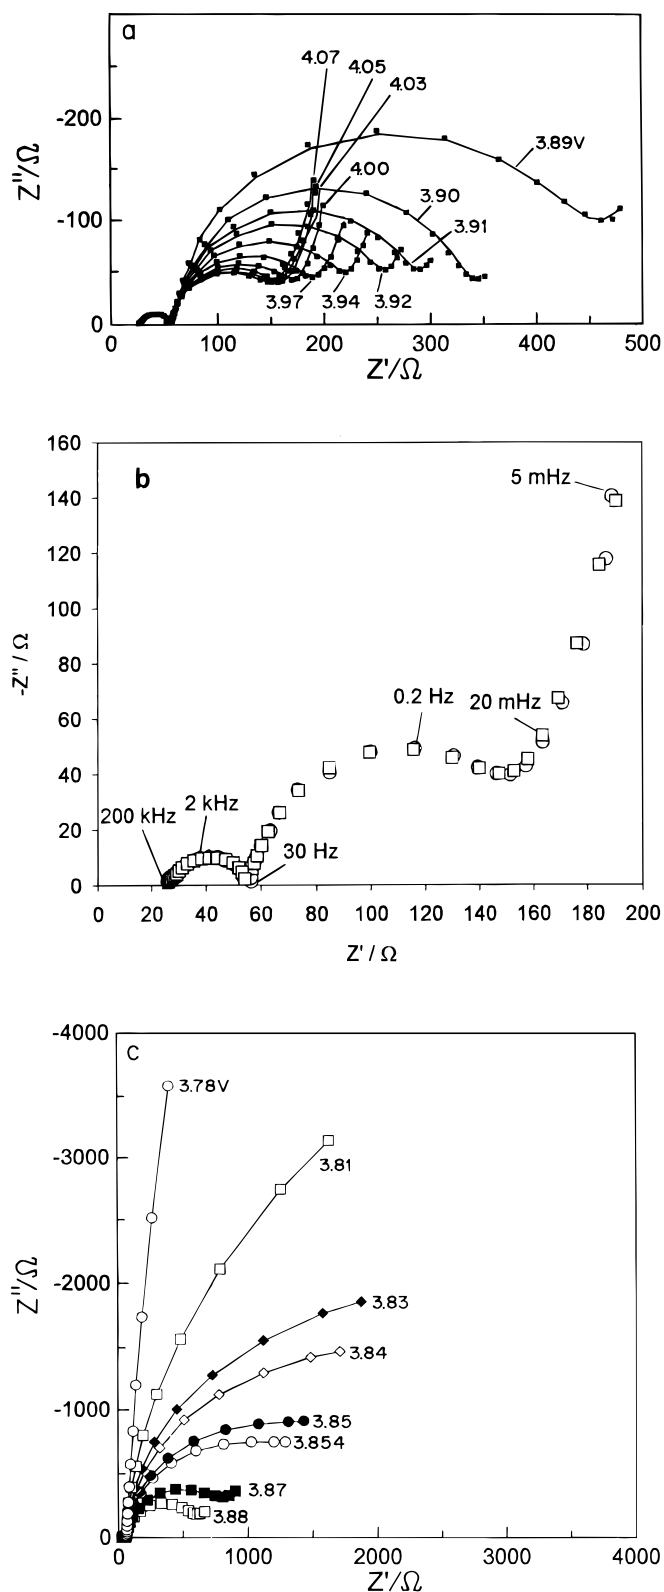 a
4.07
4.05
4.03
-200
3.89V
Z''/Ω
4.00
3.90
-100
3.91
3.97 3.94 3.92
0
0 100 200 300 400 500
Z'/Ω
160
b
5 mHz
140
120
100
-Z'' / Ω
80
0.2 Hz
20 mHz
60
40
2 kHz
200 kHz
20
30 Hz
0
0 20 40 60 80 100 120 140 160 180 200
Z' / Ω
-4000
c
3.78V
-3000
3.81
Z''/Ω
-2000
3.83
3.84
-1000
3.85
3.854
3.87
3.88
0
0 1000 2000 3000 4000
Z'/Ω